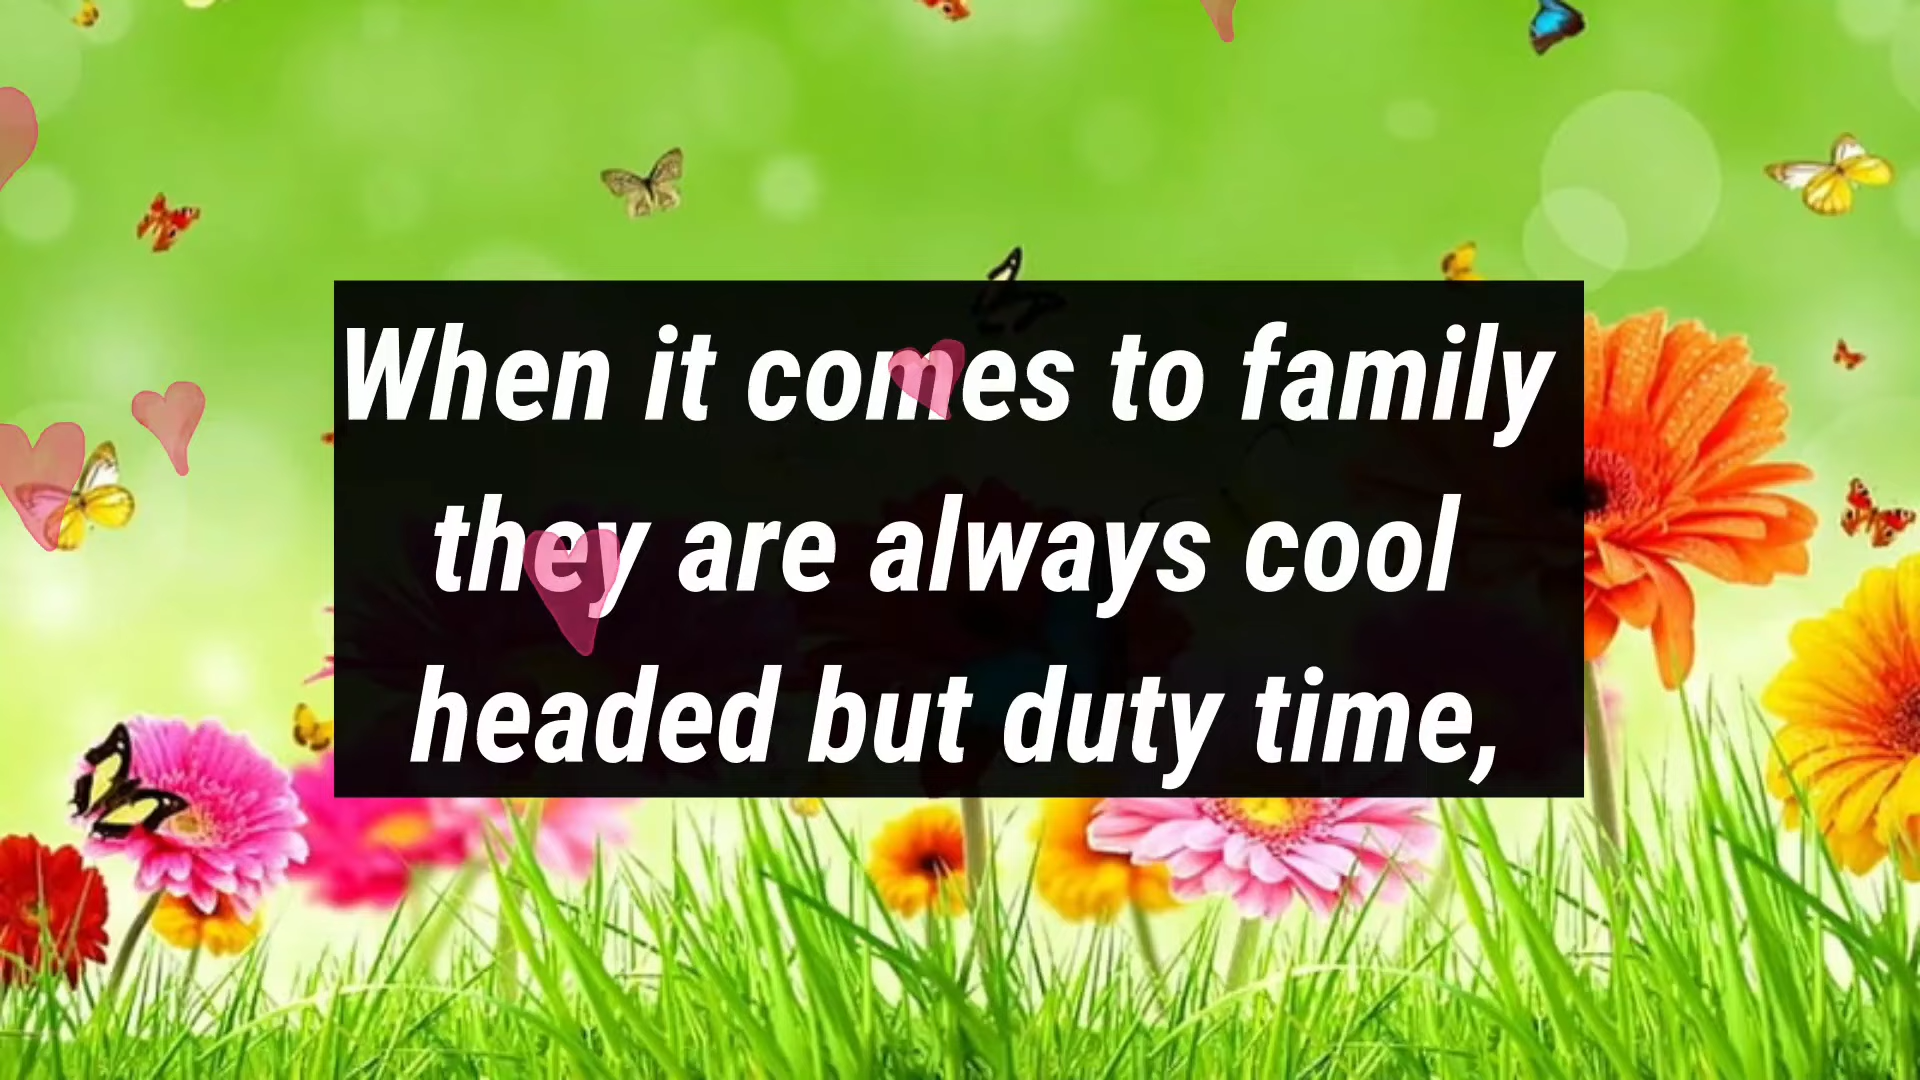 When it comes to family
they are always cool
headed but duty time,